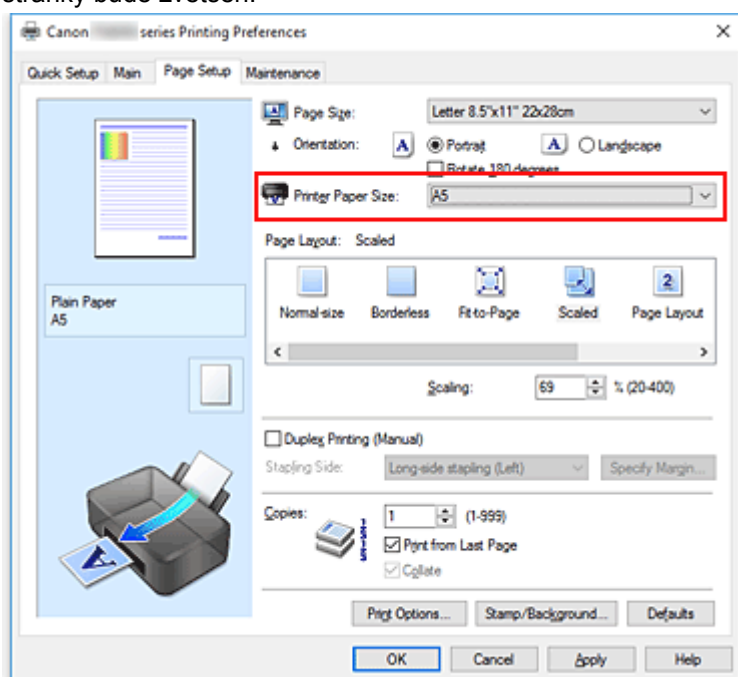 stránky bude zvětšen.
Canon series Printing Preferences
Quick Setup Main Page Setup Maintenance
Page Size: Letter 8.5"x11" 22x28cm
Orientation: A Portrait A Landscape
Rotate 180 degrees
Printer Paper Size: A5
Page Layout: Scaled
2
Normal-size Borderless Fit-to-Page Scaled Page Layout
Plain Paper
A5
Scaling: 69 % (20-400)
Duplex Printing (Manual)
Stapling Side: Long-side stapling (Left) Specify Margin...
Copies: 1 (1-999)
Print from Last Page
Collate
A
Print Options... Stamp/Background... Defaults
OK Cancel Apply Help